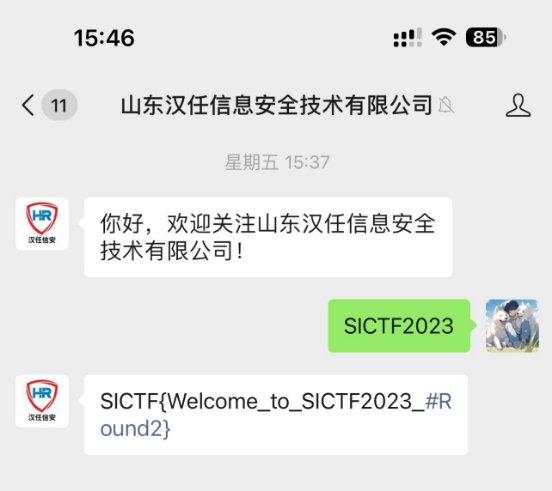 15:46
85
11
山东汉任信息安全技术有限公司
星期五 15:37
HR
汉任信安
你好，欢迎关注山东汉任信息安全
技术有限公司！
SICTF2023
HR
汉任信安
SICTF{Welcome_to_SICTF2023_#R
ound2}